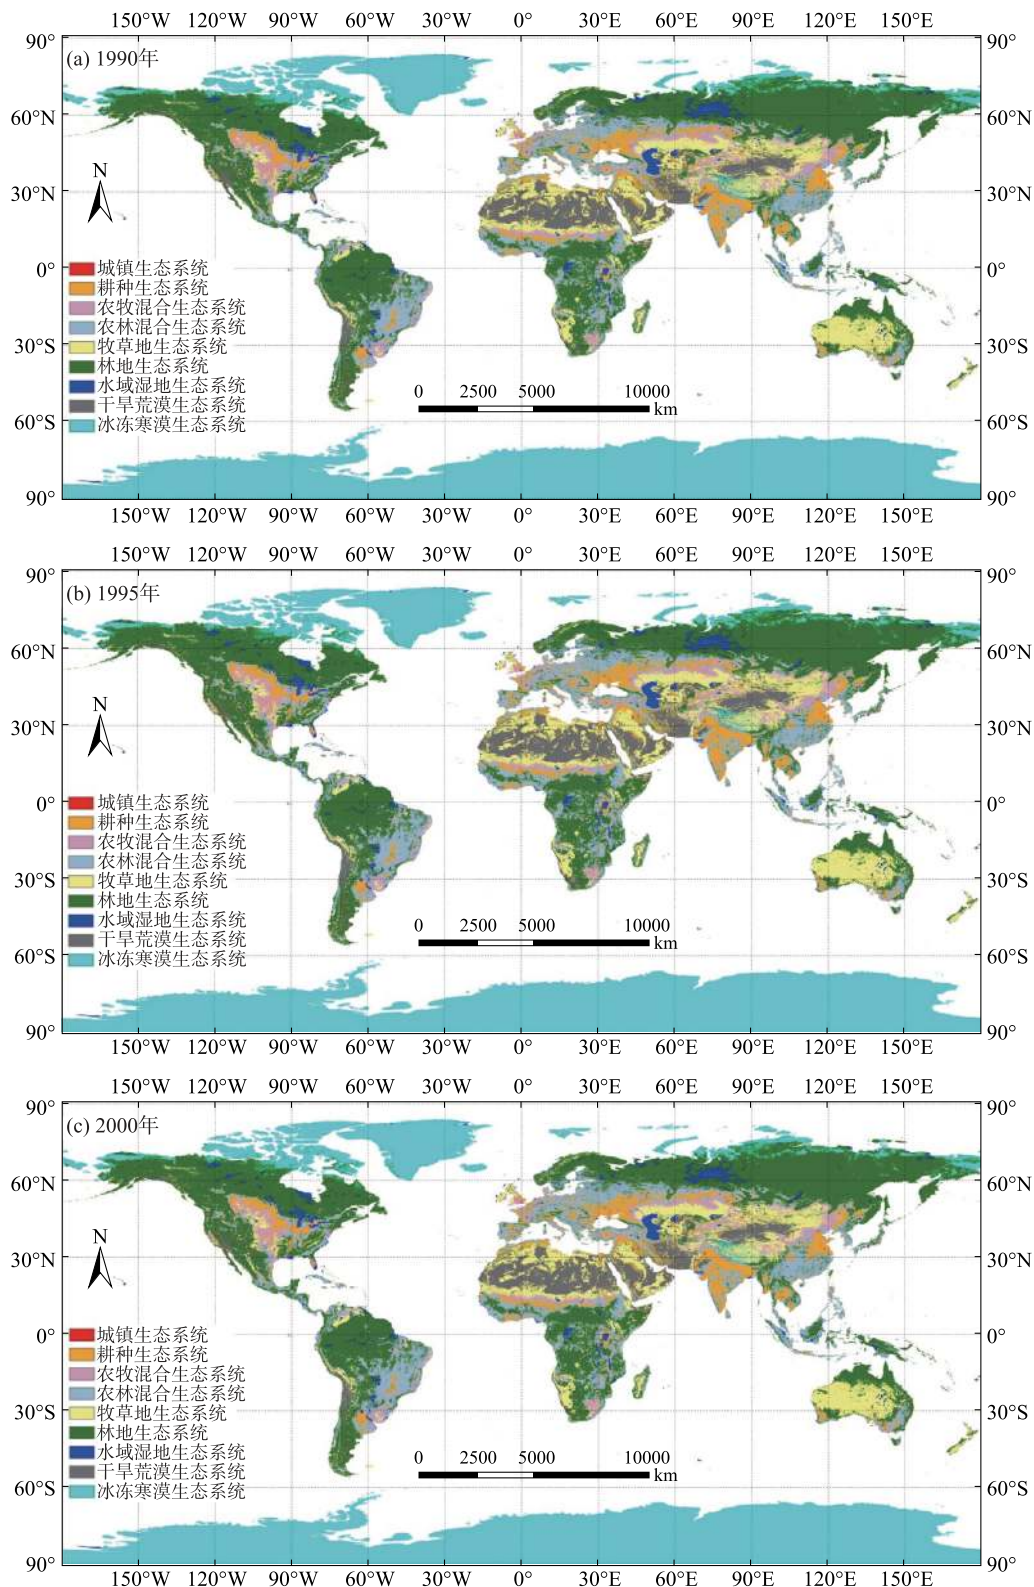 150°W 120°W 90°W 60°W 30°W 0° 30°E 60°E 90°E 120°E 150°E
90° 90°
(a) 1990年
60°N 60°N
N
30°N 30°N
0° 0°
城镇生态系统
耕种生态系统
农牧混合生态系统
农林混合生态系统
牧草地生态系统
林地生态系统
水域湿地生态系统
干旱荒漠生态系统
冰冻寒漠生态系统
30°S 30°S
0 2500 5000 10000
km
60°S 60°S
90° 90°
150°W 120°W 90°W 60°W 30°W 0° 30°E 60°E 90°E 120°E 150°E
150°W 120°W 90°W 60°W 30°W 0° 30°E 60°E 90°E 120°E 150°E
90° 90°
(b) 1995年
60°N 60°N
N
30°N 30°N
0° 0°
城镇生态系统
耕种生态系统
农牧混合生态系统
农林混合生态系统
牧草地生态系统
林地生态系统
水域湿地生态系统
干旱荒漠生态系统
冰冻寒漠生态系统
30°S 30°S
0 2500 5000 10000
km
60°S 60°S
90° 90°
150°W 120°W 90°W 60°W 30°W 0° 30°E 60°E 90°E 120°E 150°E
150°W 120°W 90°W 60°W 30°W 0° 30°E 60°E 90°E 120°E 150°E
90° 90°
(c) 2000年
60°N 60°N
N
30°N 30°N
0° 0°
城镇生态系统
耕种生态系统
农牧混合生态系统
农林混合生态系统
牧草地生态系统
林地生态系统
水域湿地生态系统
干旱荒漠生态系统
冰冻寒漠生态系统
30°S 30°S
0 2500 5000 10000
km
60°S 60°S
90° 90°
150°W 120°W 90°W 60°W 30°W 0° 30°E 60°E 90°E 120°E 150°E